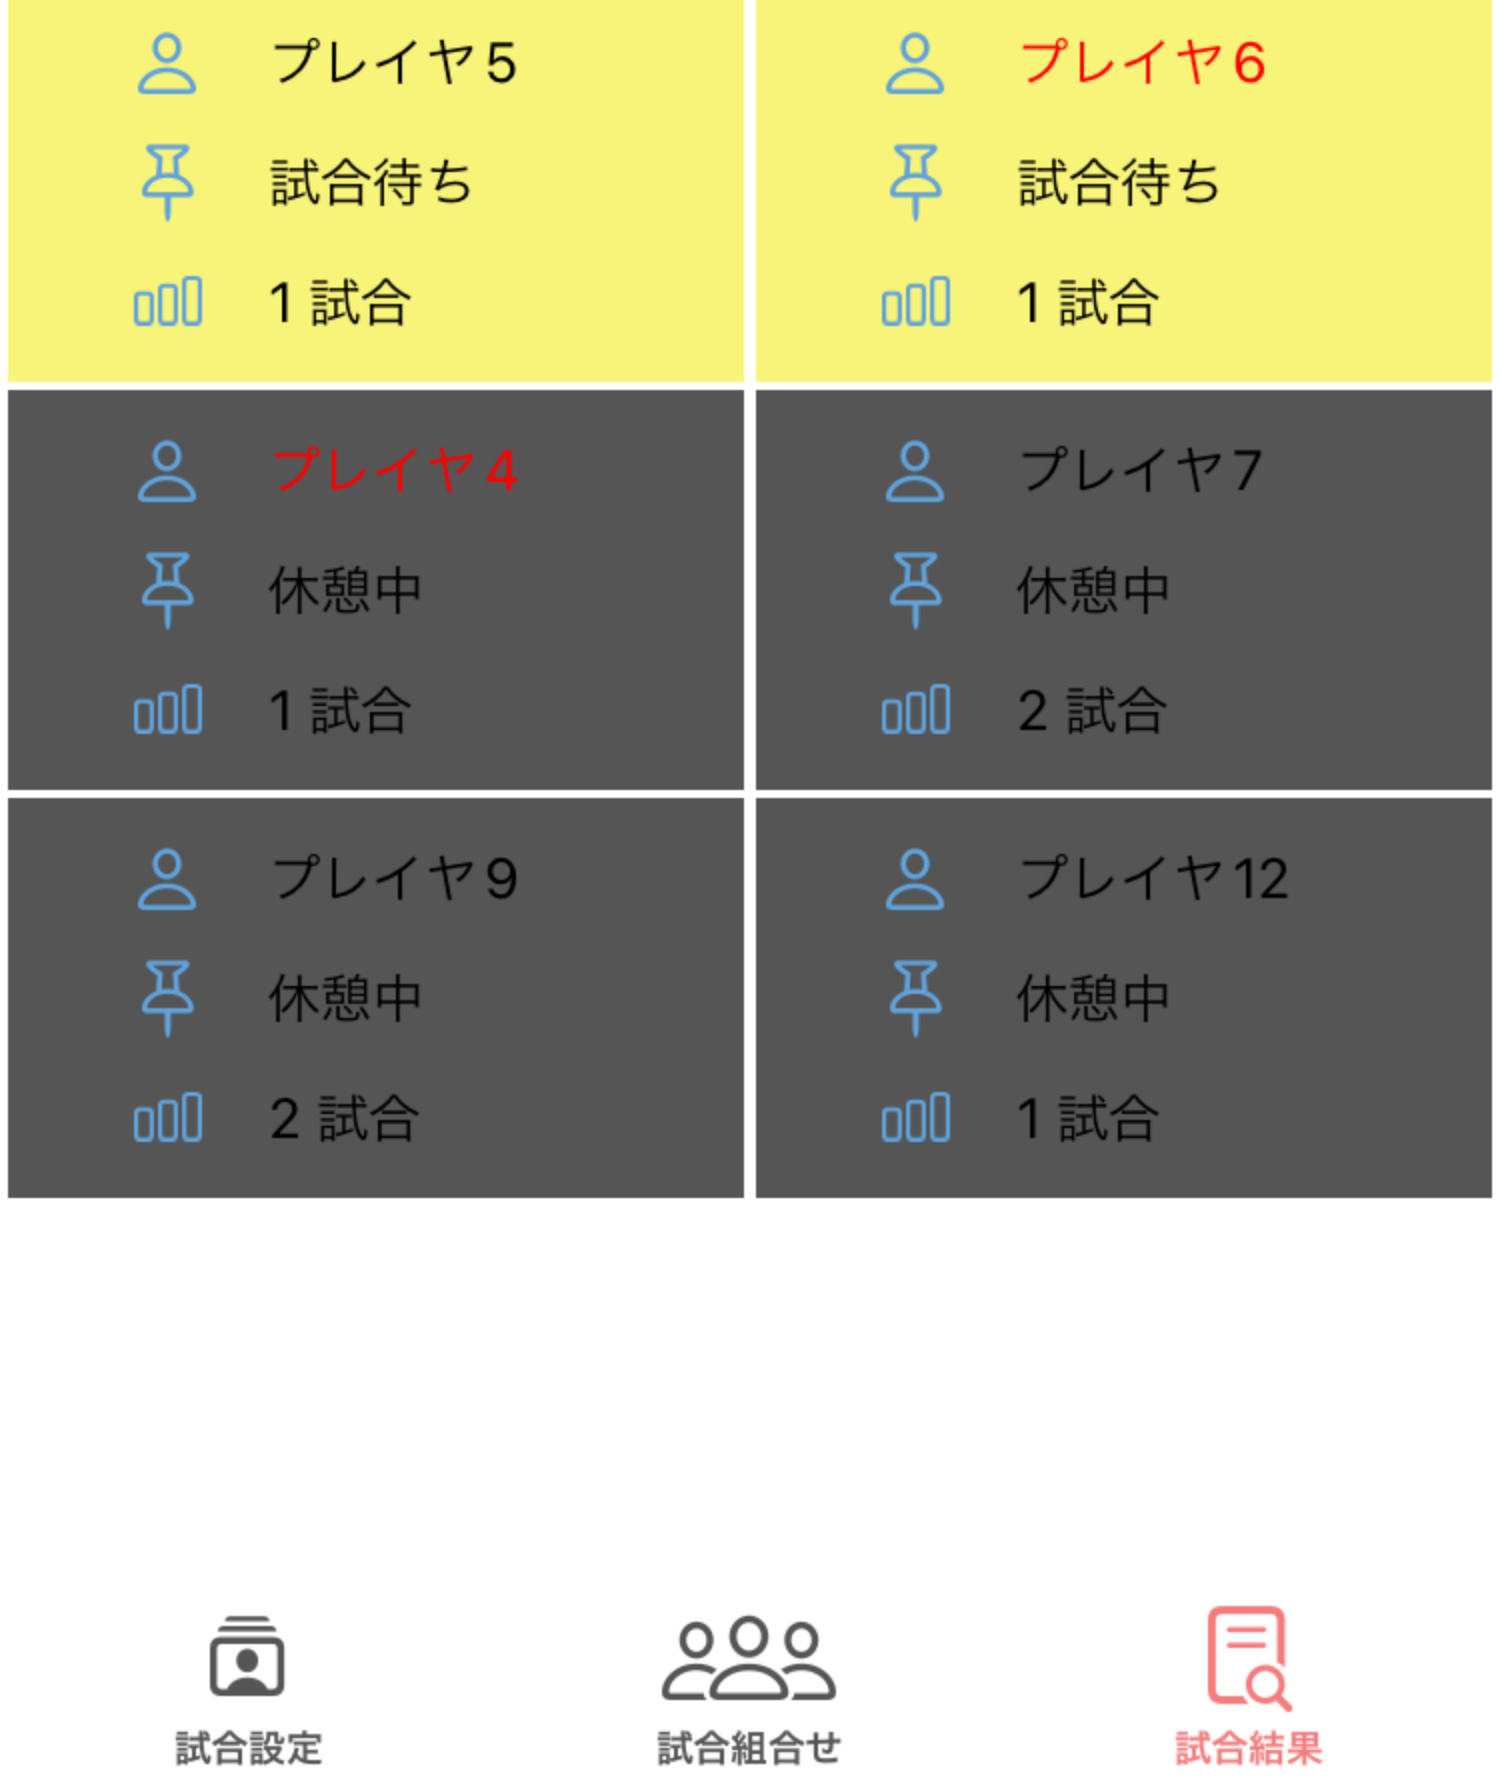 プレイヤ5
試合待ち
1 試合
プレイヤ6
試合待ち
1 試合
プレイヤ4
休憩中
1 試合
プレイヤ7
休憩中
2 試合
プレイヤ9
休憩中
2 試合
プレイヤ12
休憩中
1 試合
試合設定
試合組合せ
試合結果